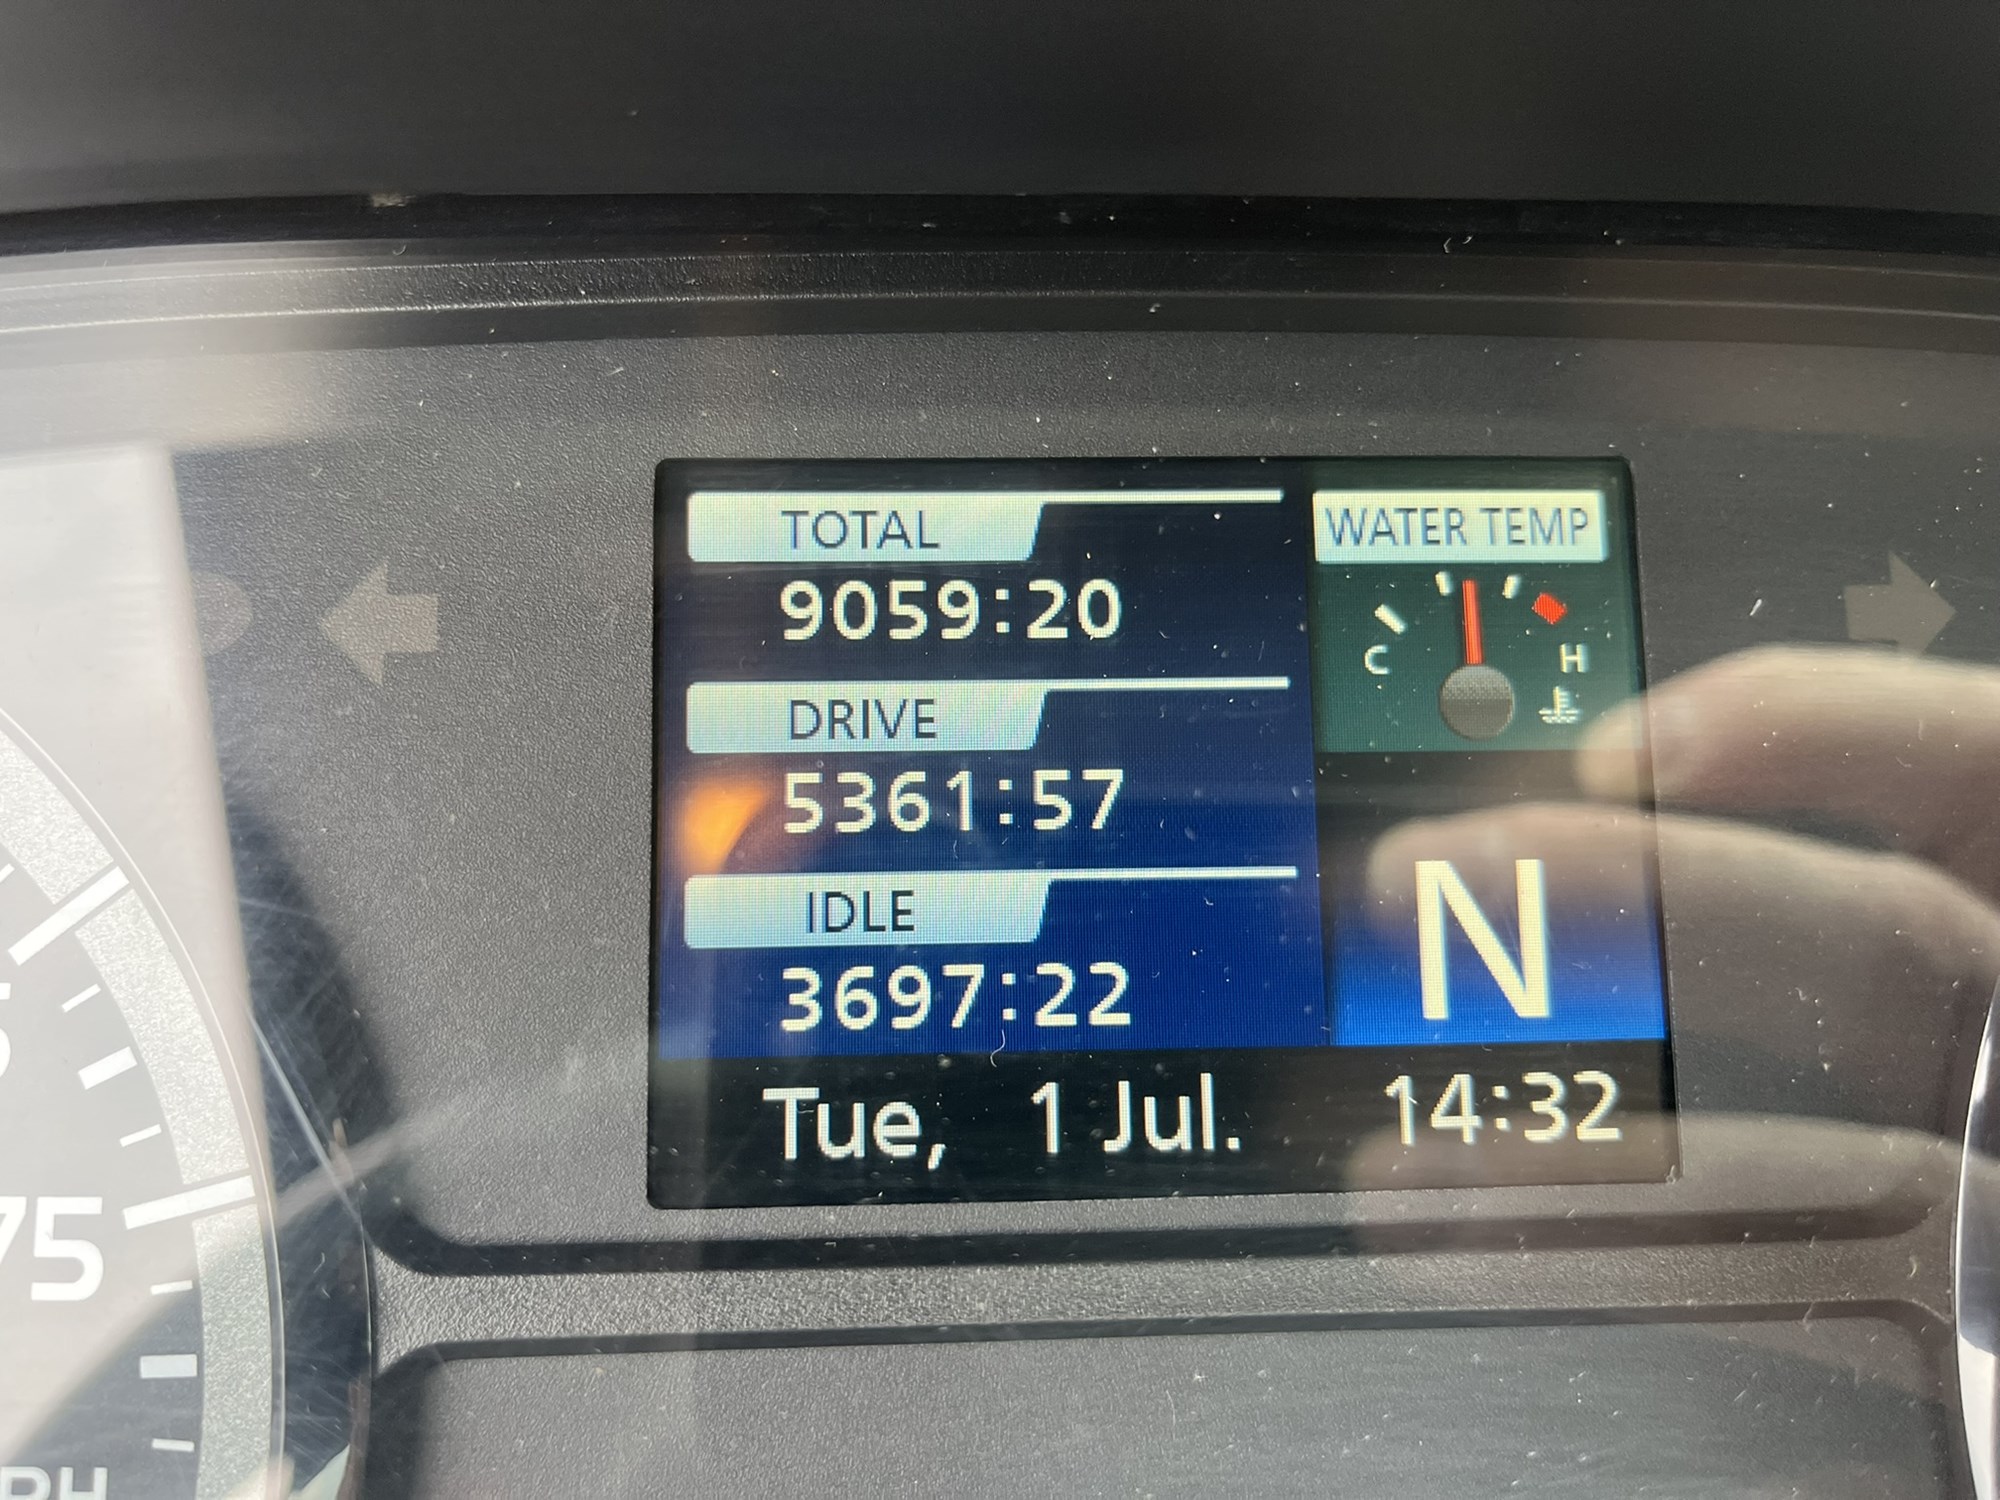 TOTAL
9059:20
DRIVE
5361:57
IDLE
3697:22
WATER TEMP
C H
N
Tue, 1 Jul. 14:32
75